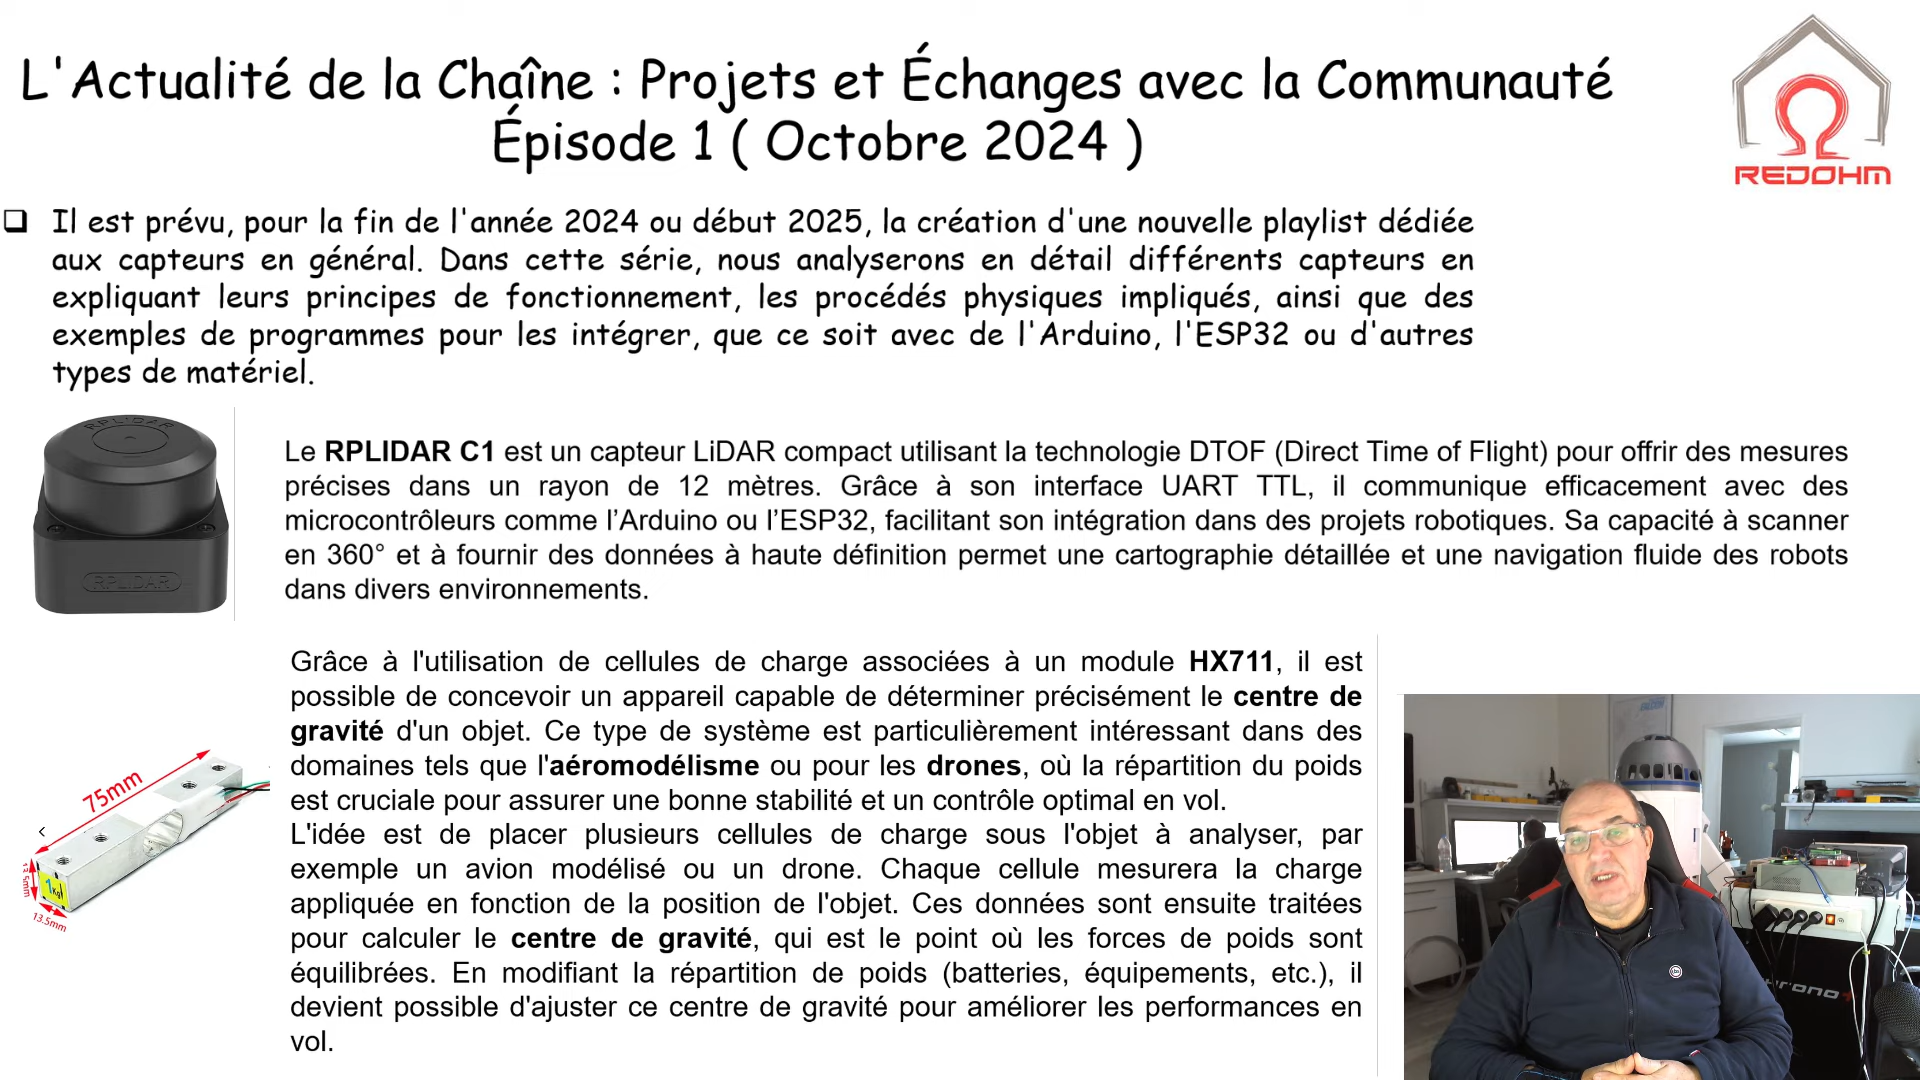 L'Actualité de la Chaîne : Projets et Échanges avec la Communauté
Épisode 1 ( Octobre 2024 )
REDOHM
Il est prévu, pour la fin de l'année 2024 ou début 2025, la création d'une nouvelle playlist dédiée
aux capteurs en général. Dans cette série, nous analyserons en détail différents capteurs en
expliquant leurs principes de fonctionnement, les procédés physiques impliqués, ainsi que des
exemples de programmes pour les intégrer, que ce soit avec de l'Arduino, l'ESP32 ou d'autres
types de matériel.
RPLIDAR
RPLIDAR
Le RPLIDAR C1 est un capteur LiDAR compact utilisant la technologie DTOF (Direct Time of Flight) pour offrir des mesures
précises dans un rayon de 12 mètres. Grâce à son interface UART TTL, il communique efficacement avec des
microcontrôleurs comme l’Arduino ou l’ESP32, facilitant son intégration dans des projets robotiques. Sa capacité à scanner
en 360° et à fournir des données à haute définition permet une cartographie détaillée et une navigation fluide des robots
dans divers environnements.
Grâce à l'utilisation de cellules de charge associées à un module HX711, il est
possible de concevoir un appareil capable de déterminer précisément le centre de
gravité d'un objet. Ce type de système est particulièrement intéressant dans des
domaines tels que l'aéromodélisme ou pour les drones, où la répartition du poids
est cruciale pour assurer une bonne stabilité et un contrôle optimal en vol.
L'idée est de placer plusieurs cellules de charge sous l'objet à analyser, par
exemple un avion modélisé ou un drone. Chaque cellule mesurera la charge
appliquée en fonction de la position de l'objet. Ces données sont ensuite traitées
pour calculer le centre de gravité, qui est le point où les forces de poids sont
équilibrées. En modifiant la répartition de poids (batteries, équipements, etc.), il
devient possible d'ajuster ce centre de gravité pour améliorer les performances en
vol.
75mm
1kg
13.5mm